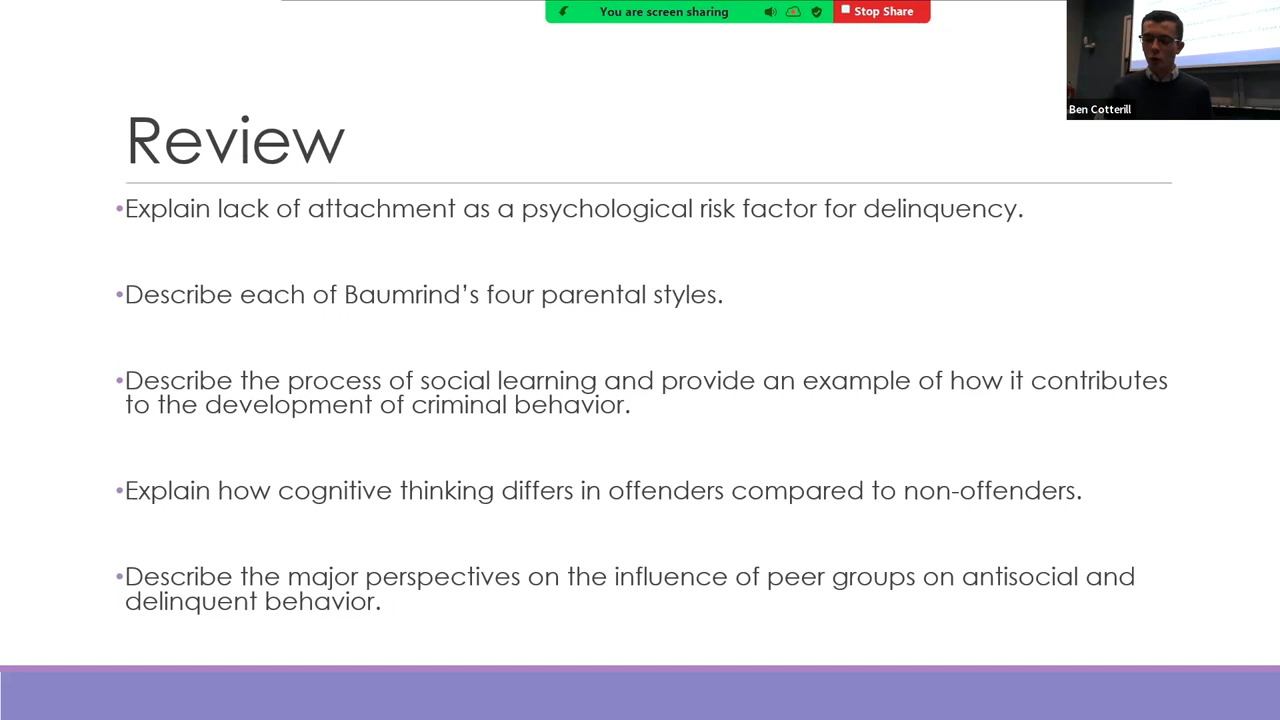 You are screen sharing
Stop Share
Ben Cotterill
Review
•Explain lack of attachment as a psychological risk factor for delinquency.
•Describe each of Baumrind’s four parental styles.
•Describe the process of social learning and provide an example of how it contributes
to the development of criminal behavior.
•Explain how cognitive thinking differs in offenders compared to non-offenders.
•Describe the major perspectives on the influence of peer groups on antisocial and
delinquent behavior.